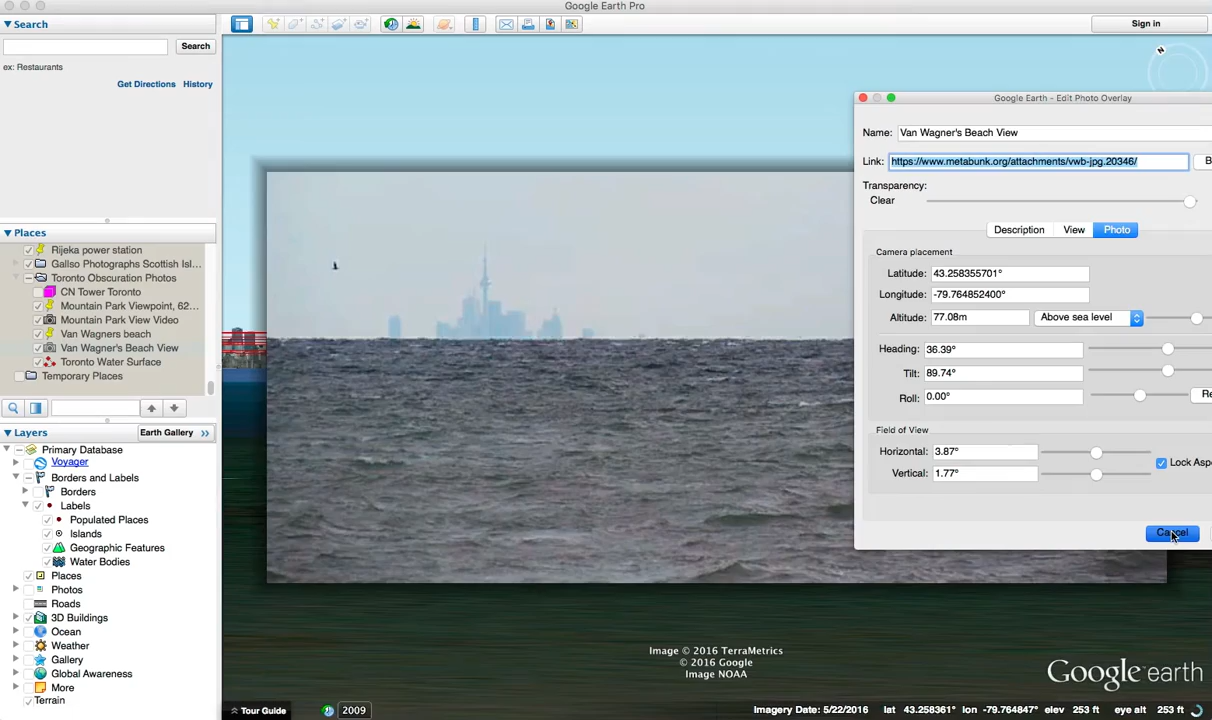 Google Earth Pro
Search
Search
ex: Restaurants
Get Directions History
Sign in
N
Google Earth - Edit Photo Overlay
Name: Van Wagner's Beach View
Link: https://www.metabunk.org/attachments/vwb-jpg.20346/
B
Transparency:
Clear
Description View Photo
Camera placement
Latitude: 43.258355701°
Longitude: -79.764852400°
Altitude: 77.08m Above sea level
Heading: 36.39°
Tilt: 89.74°
Roll: 0.00° Re
Field of View
Horizontal: 3.87°
Lock Aspe
Vertical: 1.77°
Cancel
Places
Rijeka power station
Gallso Photographs Scottish Isl...
Toronto Obscuration Photos
CN Tower Toronto
Mountain Park Viewpoint, 62...
Mountain Park View Video
Van Wagners beach
Van Wagner's Beach View
Toronto Water Surface
Temporary Places
Layers
Earth Gallery >>
Primary Database
Voyager
Borders and Labels
Borders
Labels
Populated Places
Islands
Geographic Features
Water Bodies
Places
Photos
Roads
3D Buildings
Ocean
Weather
Gallery
Global Awareness
More
Terrain
Image © 2016 TerraMetrics
© 2016 Google
Image NOAA
Google earth
Tour Guide 2009
Imagery Date: 5/22/2016 lat 43.258361° lon -79.764847° elev 253 ft eye alt 253 ft